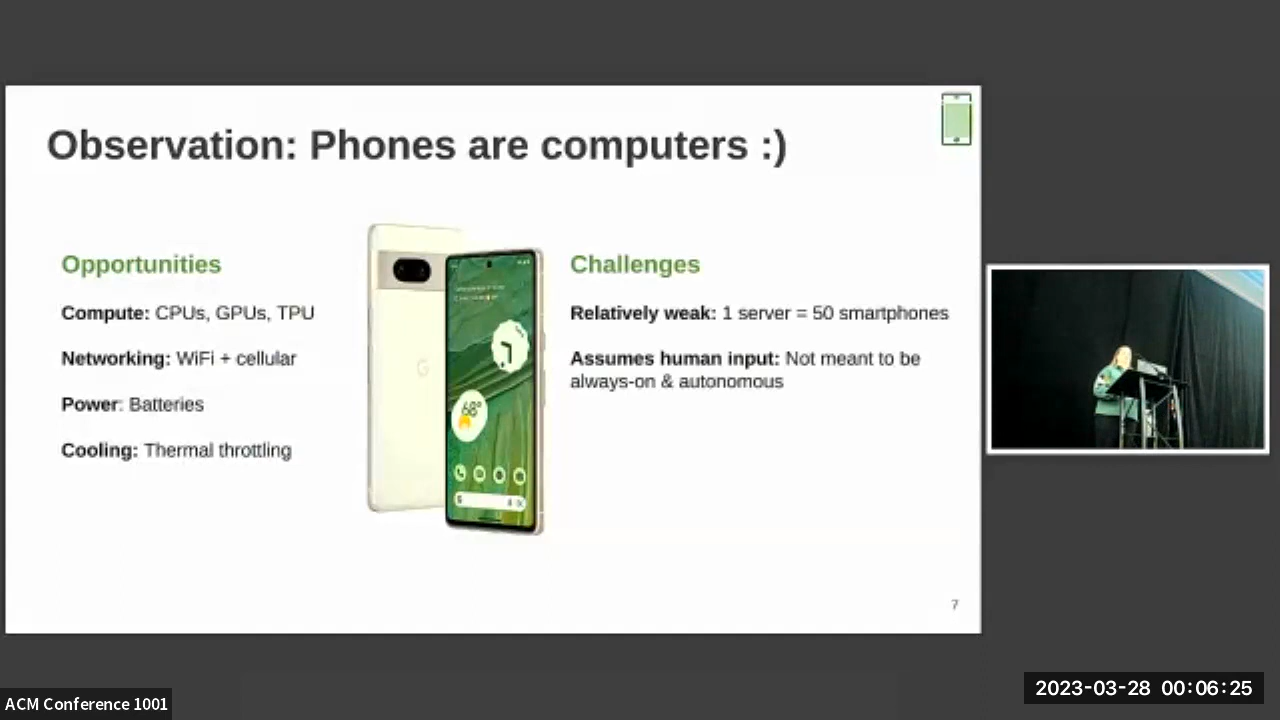 Observation: Phones are computers :)
Opportunities
Compute: CPUs, GPUs, TPU
Networking: WiFi + cellular
Power: Batteries
Cooling: Thermal throttling
68°
G
Challenges
Relatively weak: 1 server = 50 smartphones
Assumes human input: Not meant to be
always-on & autonomous
7
ACM Conference 1001
2023-03-28 00:06:25